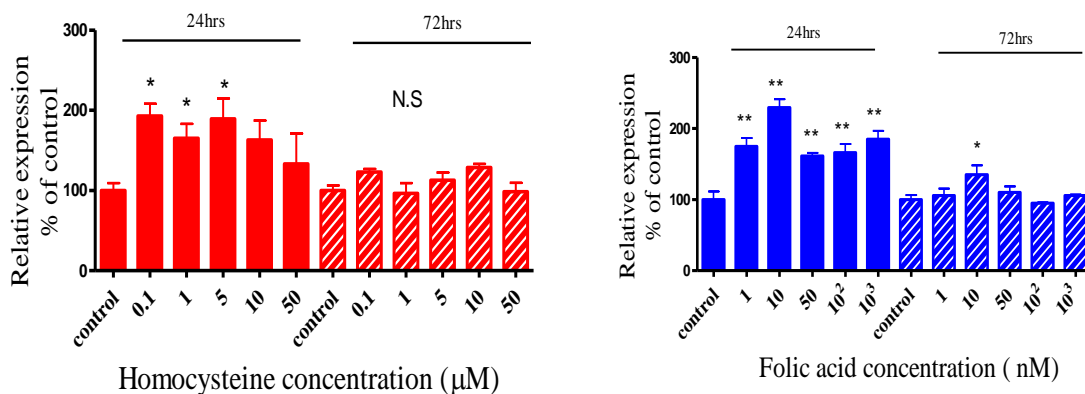 24hrs
72hrs
300
200
100
0
Relative expression
% of control
*
*
*
N.S
control
0.1
1
5
10
50
control
0.1
1
5
10
50
Homocysteine concentration (μM)
24hrs
72hrs
300
200
100
0
Relative expression
% of control
**
**
**
**
**
*
control
1
10
50
10²
10³
control
1
10
50
10²
10³
Folic acid concentration ( nM)